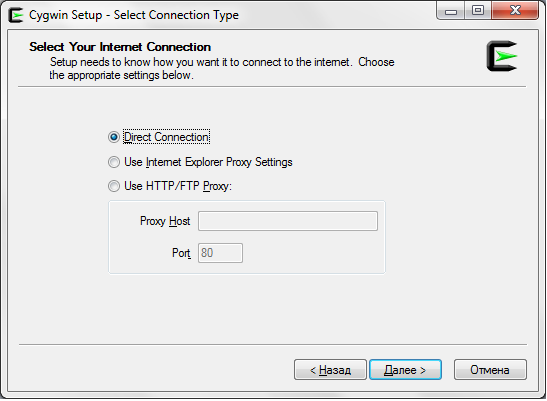 Cygwin Setup - Select Connection Type
Select Your Internet Connection
Setup needs to know how you want it to connect to the internet.  Choose
the appropriate settings below.
Direct Connection
Use Internet Explorer Proxy Settings
Use HTTP/FTP Proxy:
Proxy Host
Port 80
< Назад
Далее >
Отмена